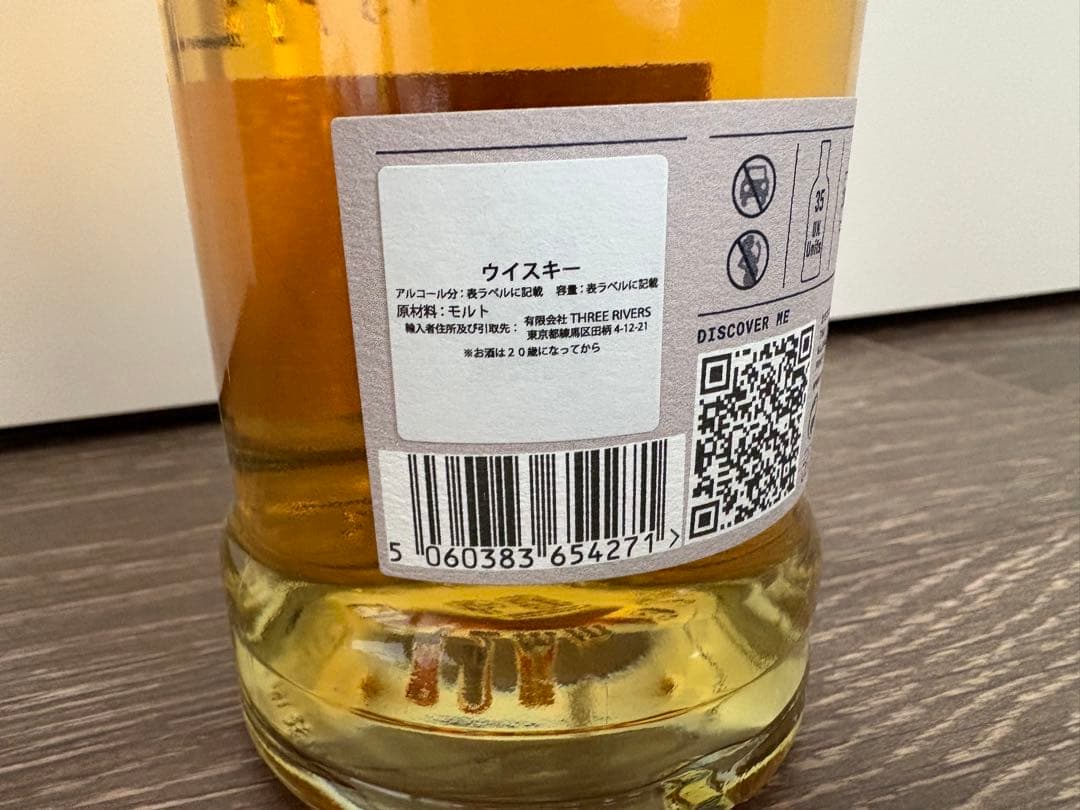 ウイスキー
アルコール分：表ラベルに記載　容量：表ラベルに記載
原材料：モルト
輸入者住所及び引取先：有限会社 THREE RIVERS
東京都練馬区田柄 4-12-21
※お酒は２０歳になってから
5 060383 654271 >
35
UK
Units
DISCOVER ME